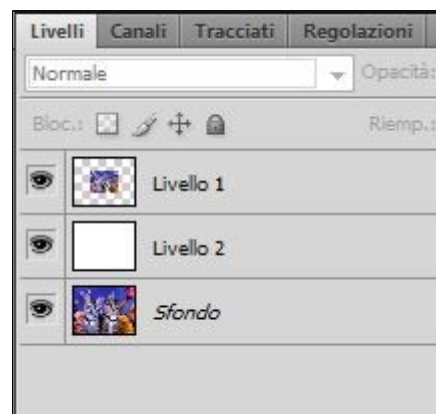 Livelli Canali Tracciati Regolazioni
Normale Opacità:
Bloc.: Riemp.:
Livello 1
Livello 2
Sfondo